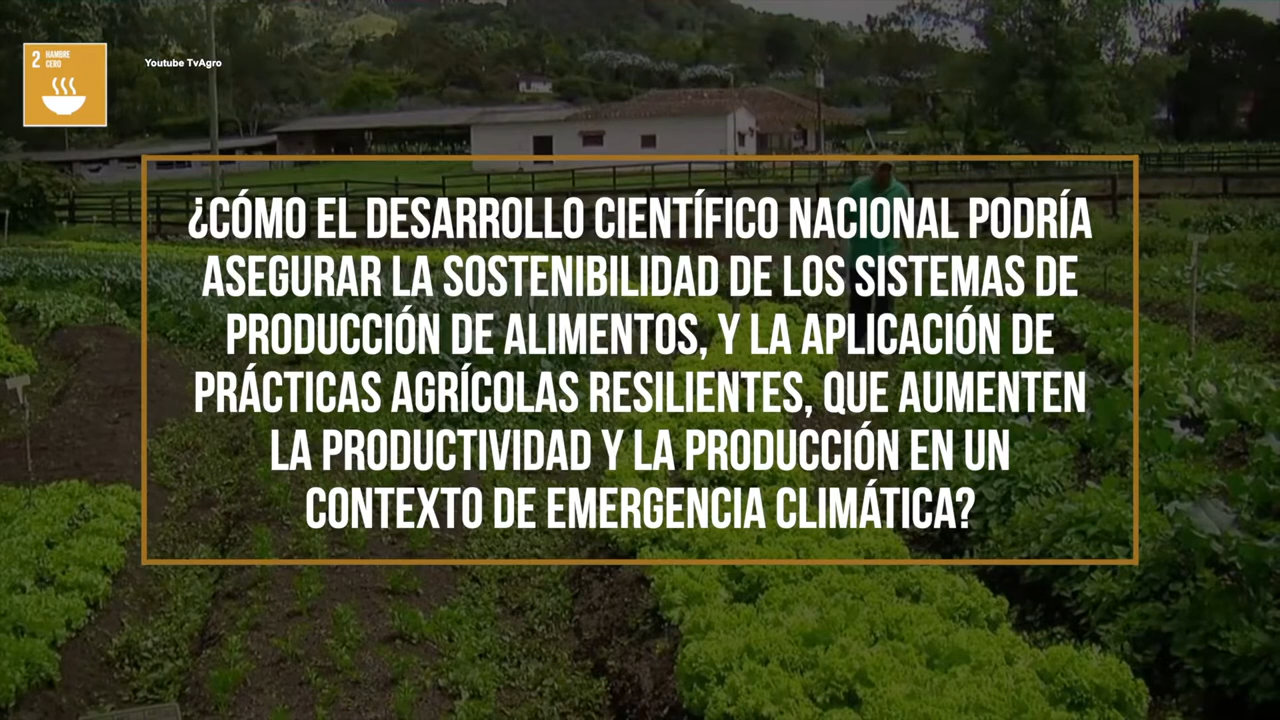 2 HAMBRE
CERO
Youtube TvAgro
¿CÓMO EL DESARROLLO CIENTÍFICO NACIONAL PODRÍA
ASEGURAR LA SOSTENIBILIDAD DE LOS SISTEMAS DE
PRODUCCIÓN DE ALIMENTOS, Y LA APLICACIÓN DE
PRÁCTICAS AGRÍCOLAS RESILIENTES, QUE AUMENTEN
LA PRODUCTIVIDAD Y LA PRODUCCIÓN EN UN
CONTEXTO DE EMERGENCIA CLIMÁTICA?